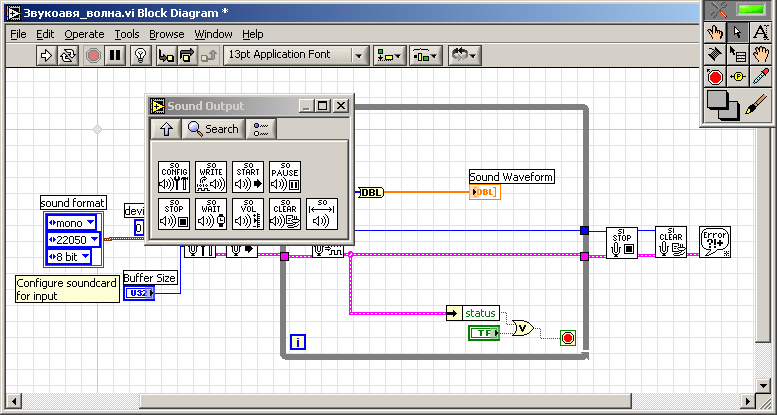 Звукоавя_волна.vi Block Diagram *
File Edit Operate Tools Browse Window Help
13pt Application Font
Sound Output
Search
SO CONFIG
SO WRITE
SO START
SO PAUSE
SO STOP
SO WAIT
SO VOL
SO CLEAR
SO
DBL
Sound Waveform
DBL
sound format
mono
22050
8 bit
devi
0
SI STOP
SI CLEAR
Error
?!+
Configure soundcard
for input
Buffer Size
U32
status
TF
V
i